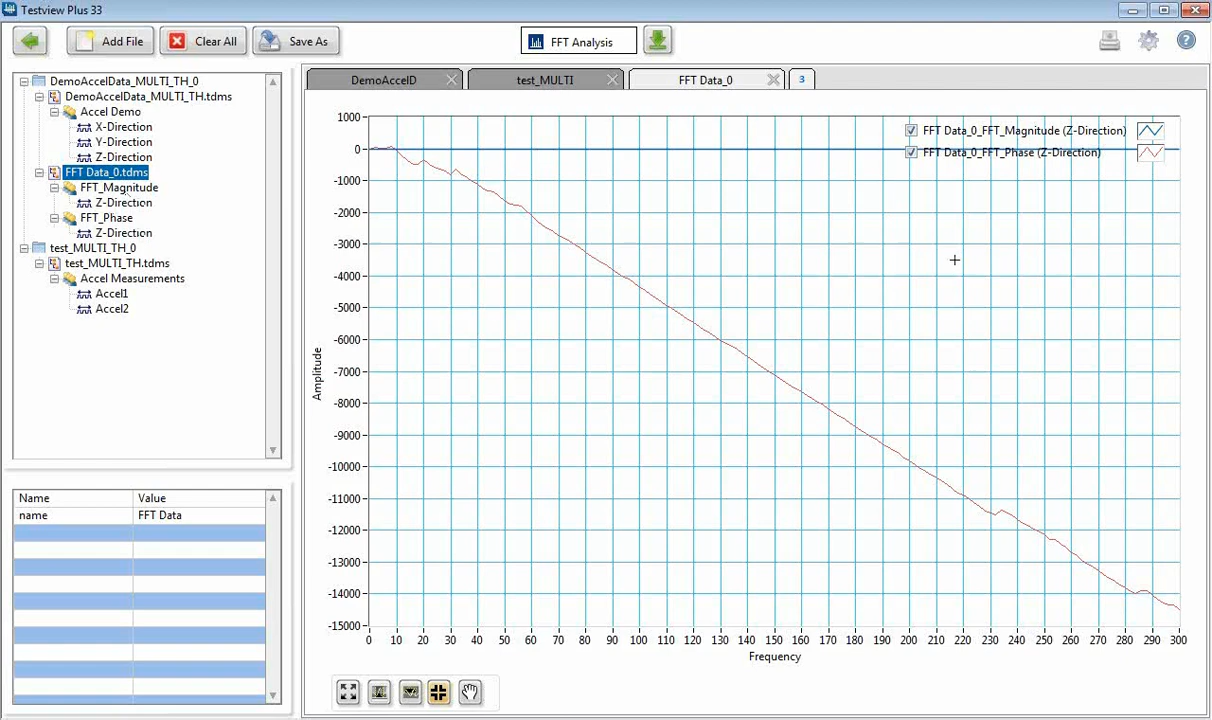 Testview Plus 33
Add File
Clear All
Save As
FFT Analysis
DemoAccelData_MULTI_TH_0
DemoAccelData_MULTI_TH.tdms
Accel Demo
X-Direction
Y-Direction
Z-Direction
FFT Data_0.tdms
FFT_Magnitude
Z-Direction
FFT_Phase
Z-Direction
test_MULTI_TH_0
test_MULTI_TH.tdms
Accel Measurements
Accel1
Accel2
Name Value
name FFT Data
DemoAccelD test_MULTI FFT Data_0 3
FFT Data_0_FFT_Magnitude (Z-Direction)
FFT Data_0_FFT_Phase (Z-Direction)
1000
0
-1000
-2000
-3000
-4000
-5000
-6000
-7000
-8000
-9000
-10000
-11000
-12000
-13000
-14000
-15000
Amplitude
0 10 20 30 40 50 60 70 80 90 100 110 120 130 140 150 160 170 180 190 200 210 220 230 240 250 260 270 280 290 300
Frequency